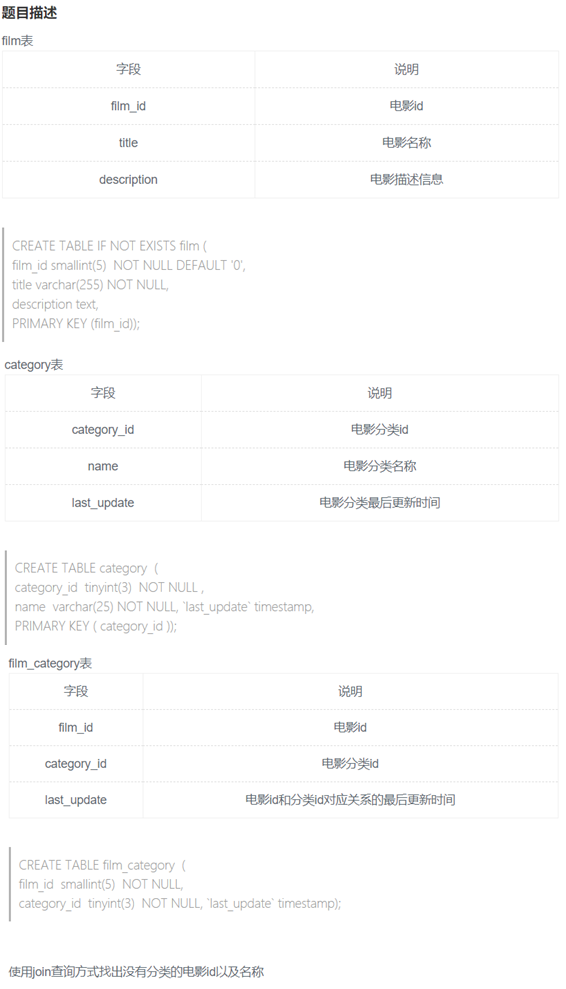 题目描述
film表
字段 说明
film_id 电影id
title 电影名称
description 电影描述信息
CREATE TABLE IF NOT EXISTS film (
film_id smallint(5)  NOT NULL DEFAULT '0',
title varchar(255) NOT NULL,
description text,
PRIMARY KEY (film_id));
category表
字段 说明
category_id 电影分类id
name 电影分类名称
last_update 电影分类最后更新时间
CREATE TABLE category  (
category_id  tinyint(3)  NOT NULL ,
name  varchar(25) NOT NULL, `last_update` timestamp,
PRIMARY KEY ( category_id ));
film_category表
字段 说明
film_id 电影id
category_id 电影分类id
last_update 电影id和分类id对应关系的最后更新时间
CREATE TABLE film_category  (
film_id  smallint(5)  NOT NULL,
category_id  tinyint(3)  NOT NULL, `last_update` timestamp);
使用join查询方式找出没有分类的电影id以及名称